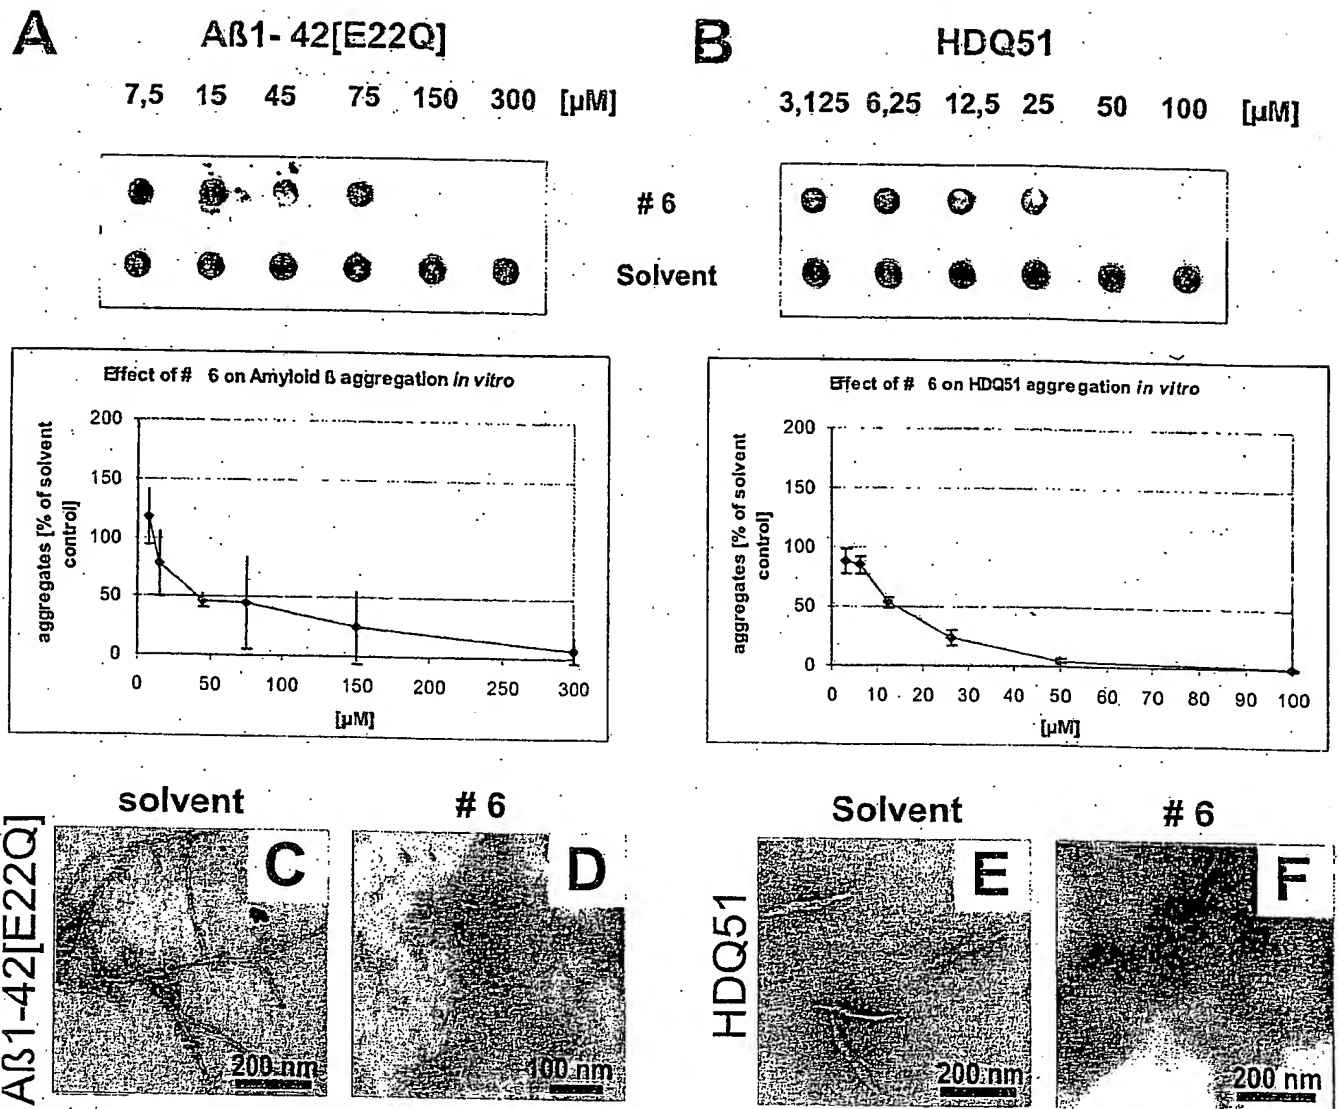 A
Aß1-42[E22Q]
7,5 15 45 75 150 300 [µM]
B
HDQ51
3,125 6,25 12,5 25 50 100 [µM]
# 6
Solvent
Effect of # 6 on Amyloid ß aggregation in vitro
aggregates [% of solvent
control]
200
150
100
50
0
0 50 100 150 200 250 300
[µM]
Effect of # 6 on HDQ51 aggregation in vitro
aggregates [% of solvent
control]
200
150
100
50
0
0 10 20 30 40 50 60 70 80 90 100
[µM]
Aß1-42[E22Q]
solvent
C
200 nm
# 6
D
100 nm
HDQ51
Solvent
E
200 nm
# 6
F
200 nm